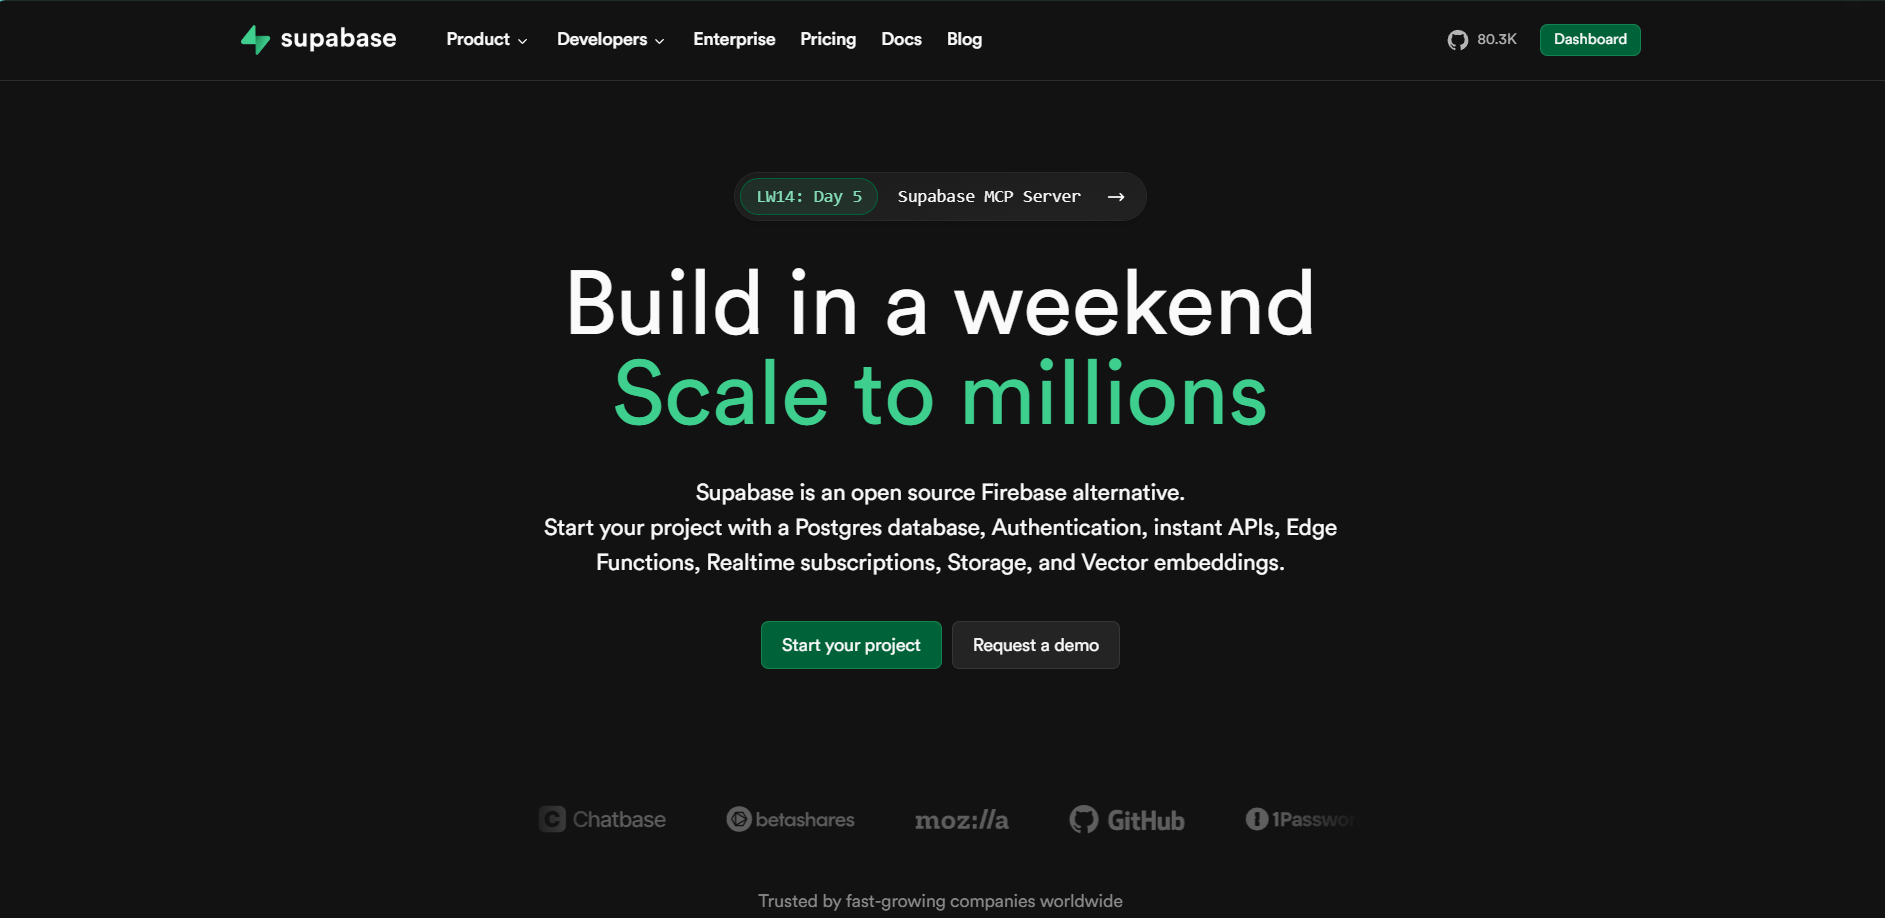 supabase
Product
Developers
Enterprise
Pricing
Docs
Blog
80.3K
Dashboard
LW14: Day 5 Supabase MCP Server →
Build in a weekend
Scale to millions
Supabase is an open source Firebase alternative.
Start your project with a Postgres database, Authentication, instant APIs, Edge
Functions, Realtime subscriptions, Storage, and Vector embeddings.
Start your project
Request a demo
Chatbase
betashares
moz://a
GitHub
1Passwor
Trusted by fast-growing companies worldwide